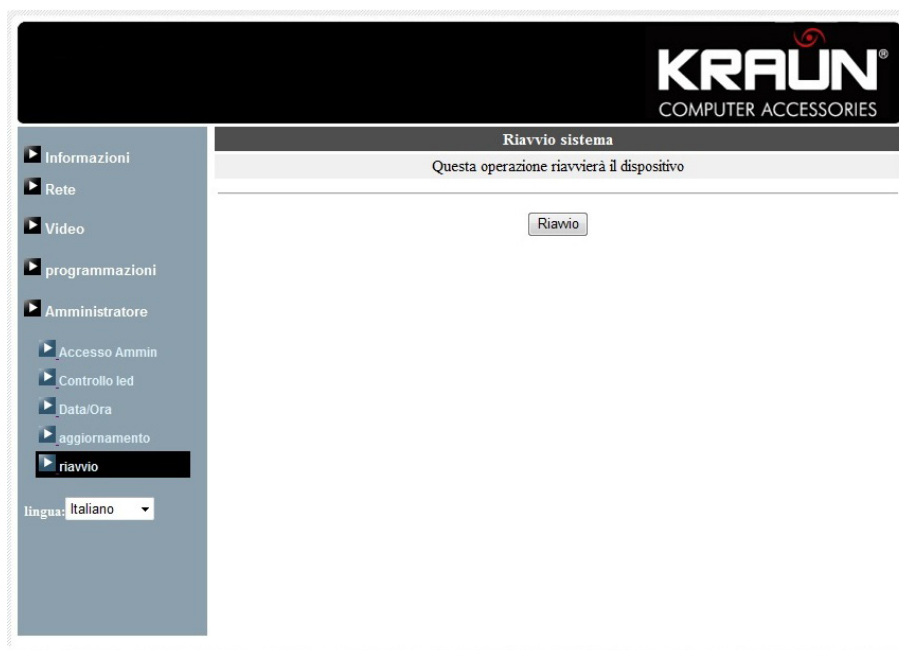 KRAUN®
COMPUTER ACCESSORIES
Informazioni
Rete
Video
programmazioni
Amministratore
Accesso Ammin
Controllo led
Data/Ora
aggiornamento
riavvio
lingua: Italiano
Riavvio sistema
Questa operazione riavvierà il dispositivo
Riavvio